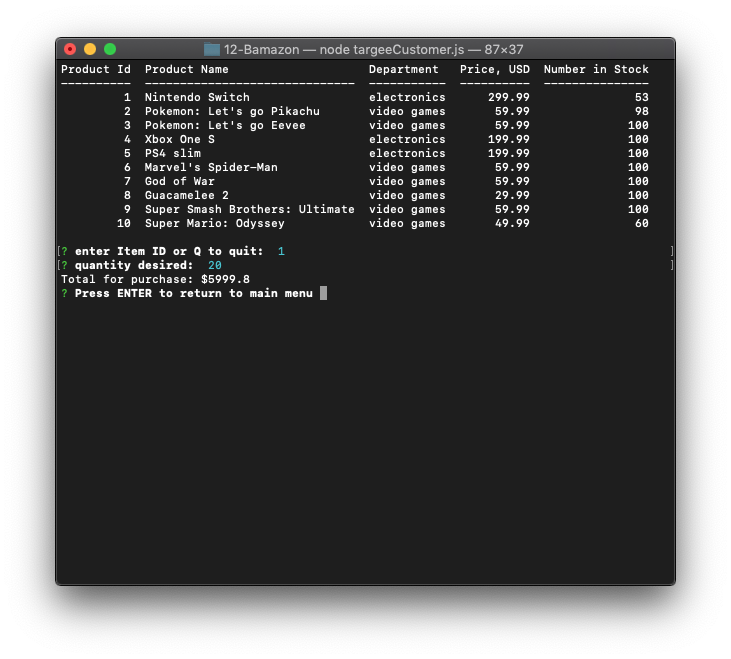 12-Bamazon — node targeeCustomer.js — 87×37
Product Id  Product Name                    Department   Price, USD  Number in Stock
----------  ------------------------------  -----------  ----------  ---------------
         1  Nintendo Switch                 electronics      299.99               53
         2  Pokemon: Let's go Pikachu       video games       59.99               98
         3  Pokemon: Let's go Eevee         video games       59.99              100
         4  Xbox One S                      electronics      199.99              100
         5  PS4 slim                        electronics      199.99              100
         6  Marvel's Spider-Man             video games       59.99              100
         7  God of War                      video games       59.99              100
         8  Guacamelee 2                    video games       29.99              100
         9  Super Smash Brothers: Ultimate  video games       59.99              100
        10  Super Mario: Odyssey            video games       49.99               60
[? enter Item ID or Q to quit:  1 ]
[? quantity desired:  20 ]
Total for purchase: $5999.8
? Press ENTER to return to main menu